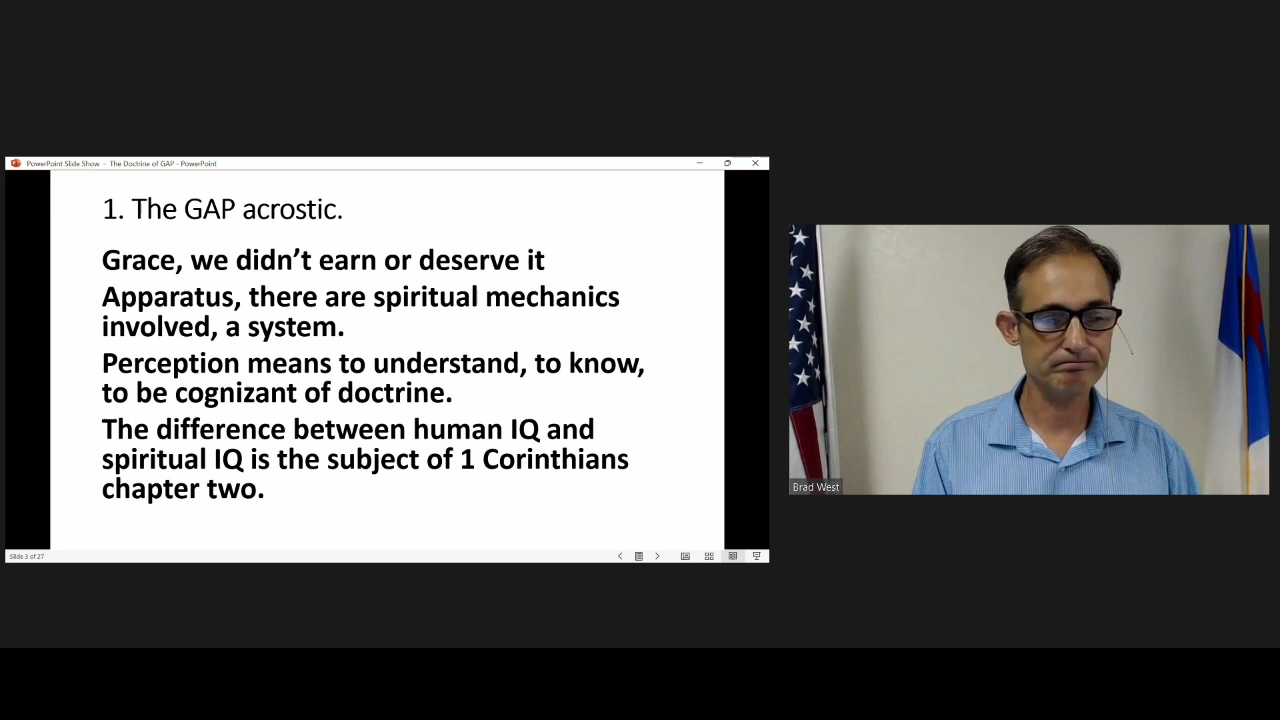 PowerPoint Slide Show - The Doctrine of GAP - PowerPoint
1. The GAP acrostic.
Grace, we didn’t earn or deserve it
Apparatus, there are spiritual mechanics
involved, a system.
Perception means to understand, to know,
to be cognizant of doctrine.
The difference between human IQ and
spiritual IQ is the subject of 1 Corinthians
chapter two.
Slide 3 of 27
Brad West